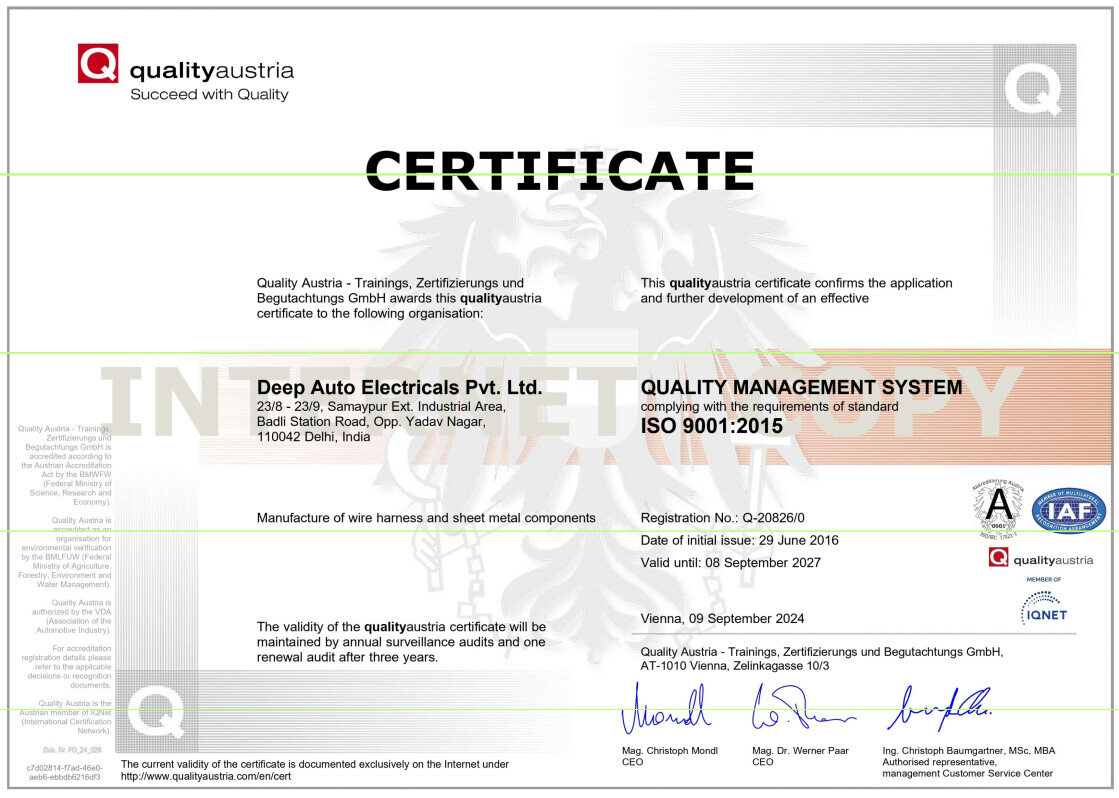 Q qualityaustria
Succeed with Quality
Q
CERTIFICATE
Quality Austria - Trainings, Zertifizierungs und
Begutachtungs GmbH awards this qualityaustria
certificate to the following organisation:
This qualityaustria certificate confirms the application
and further development of an effective
INTERNET COPY
Deep Auto Electricals Pvt. Ltd.
23/8 - 23/9, Samaypur Ext. Industrial Area,
Badli Station Road, Opp. Yadav Nagar,
110042 Delhi, India
QUALITY MANAGEMENT SYSTEM
complying with the requirements of standard
ISO 9001:2015
Quality Austria - Trainings,
Zertifizierungs und
Begutachtungs GmbH is
accredited according to
the Austrian Accreditation
Act by the BMWFW
(Federal Ministry of
Science, Research and
Economy).
Quality Austria is
accredited as an
organisation for
environmental verification
by the BMLFUW (Federal
Ministry of Agriculture,
Forestry, Environment and
Water Management).
Quality Austria is
authorized by the VDA
(Association of the
Automotive Industry).
For accreditation
registration details please
refer to the applicable
decisions or recognition
documents.
Quality Austria is the
Austrian member of IQNet
(International Certification
Network).
Dok. Nr. FO_24_028
c7d02814-f7ad-46e0-
aeb6-ebbdb6216df3
Manufacture of wire harness and sheet metal components
Registration No.: Q-20826/0
Date of initial issue: 29 June 2016
Valid until: 08 September 2027
Akkreditierung Austria
A
0901
ISO/IEC 17021-1
MEMBER OF MULTILATERAL
IAF
RECOGNITION ARRANGEMENT
Q qualityaustria
MEMBER OF
IQNET
The validity of the qualityaustria certificate will be
maintained by annual surveillance audits and one
renewal audit after three years.
Vienna, 09 September 2024
Quality Austria - Trainings, Zertifizierungs und Begutachtungs GmbH,
AT-1010 Vienna, Zelinkagasse 10/3
Q
Mag. Christoph Mondl
CEO
Mag. Dr. Werner Paar
CEO
Ing. Christoph Baumgartner, MSc, MBA
Authorised representative,
management Customer Service Center
The current validity of the certificate is documented exclusively on the Internet under
http://www.qualityaustria.com/en/cert